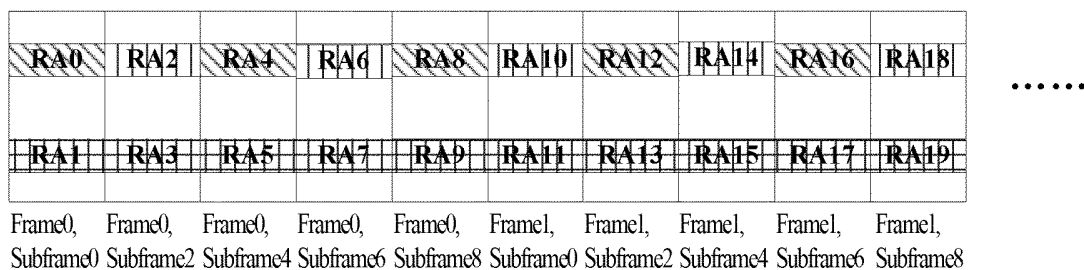 RA0 RA2 RA4 RA6 RA8 RA10 RA12 RA14 RA16 RA18
......
RA1 RA3 RA5 RA7 RA9 RA11 RA13 RA15 RA17 RA19
Frame0, Frame0, Frame0, Frame0, Frame0, Frame1, Frame1, Frame1, Frame1, Frame1,
Subframe0 Subframe2 Subframe4 Subframe6 Subframe8 Subframe0 Subframe2 Subframe4 Subframe6 Subframe8